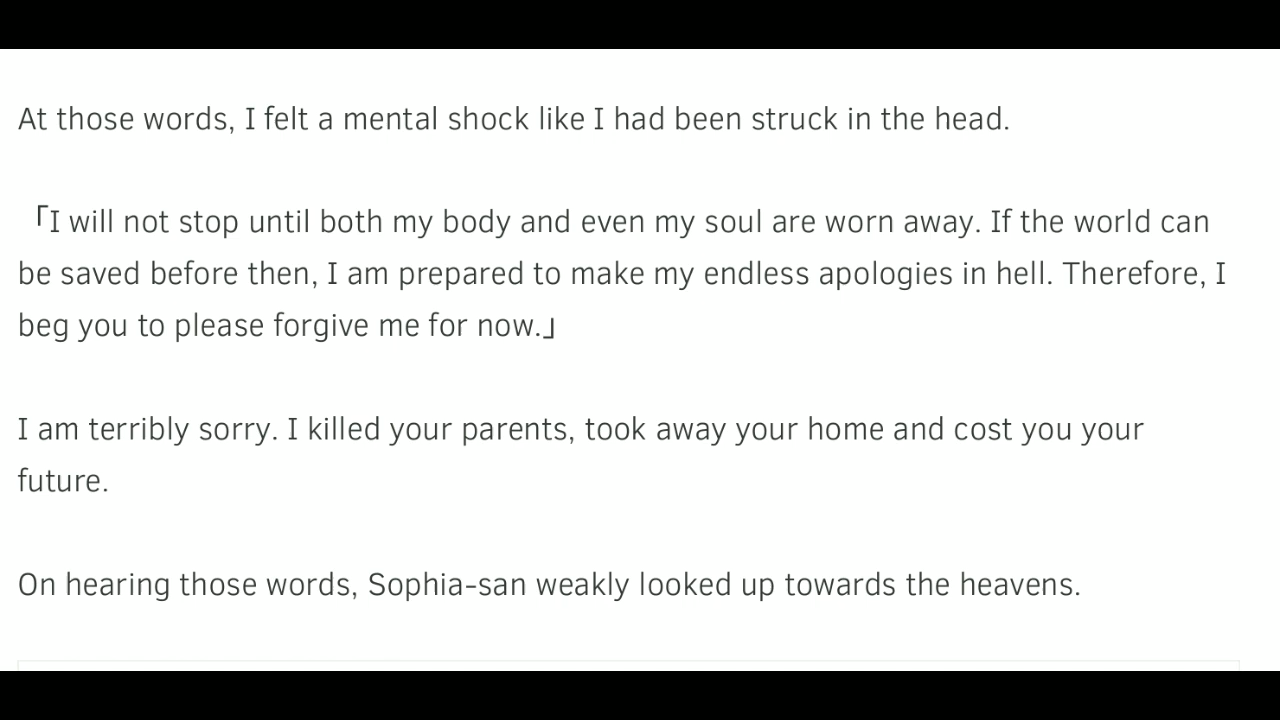 At those words, I felt a mental shock like I had been struck in the head.
「I will not stop until both my body and even my soul are worn away. If the world can
be saved before then, I am prepared to make my endless apologies in hell. Therefore, I
beg you to please forgive me for now.」
I am terribly sorry. I killed your parents, took away your home and cost you your
future.
On hearing those words, Sophia-san weakly looked up towards the heavens.